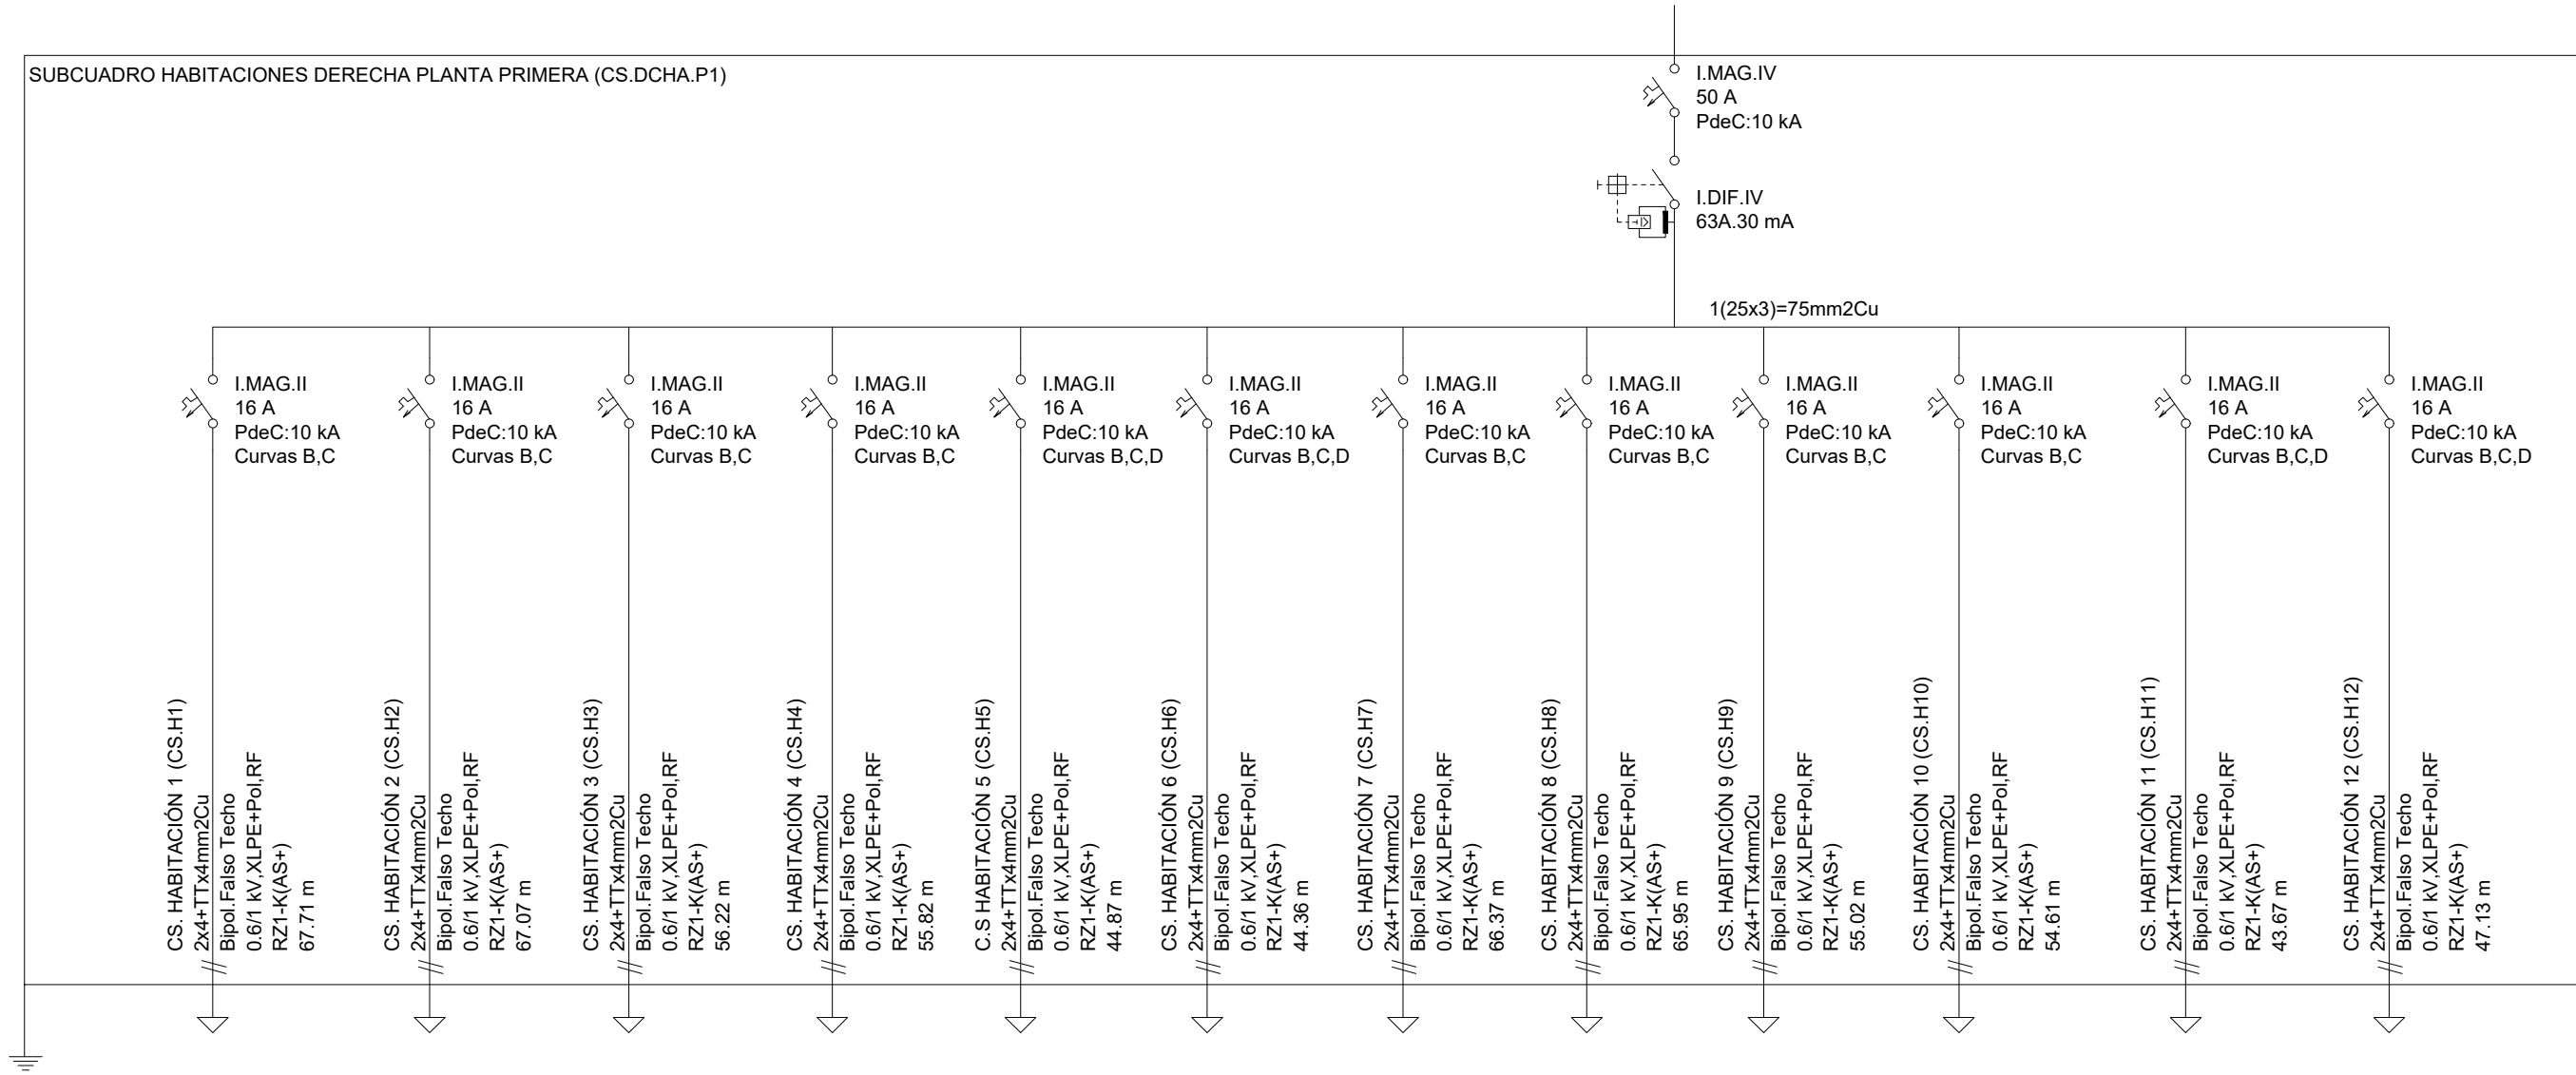 SUBCUADRO HABITACIONES DERECHA PLANTA PRIMERA (CS.DCHA.P1)
I.MAG.IV
50 A
PdeC:10 kA
I.DIF.IV
63A.30 mA
1(25x3)=75mm2Cu
I.MAG.II
16 A
PdeC:10 kA
Curvas B,C
I.MAG.II
16 A
PdeC:10 kA
Curvas B,C
I.MAG.II
16 A
PdeC:10 kA
Curvas B,C
I.MAG.II
16 A
PdeC:10 kA
Curvas B,C
I.MAG.II
16 A
PdeC:10 kA
Curvas B,C,D
I.MAG.II
16 A
PdeC:10 kA
Curvas B,C,D
I.MAG.II
16 A
PdeC:10 kA
Curvas B,C
I.MAG.II
16 A
PdeC:10 kA
Curvas B,C
I.MAG.II
16 A
PdeC:10 kA
Curvas B,C
I.MAG.II
16 A
PdeC:10 kA
Curvas B,C
I.MAG.II
16 A
PdeC:10 kA
Curvas B,C,D
I.MAG.II
16 A
PdeC:10 kA
Curvas B,C,D
CS. HABITACIÓN 1 (CS.H1)
2x4+TTx4mm2Cu
Bipol.Falso Techo
0.6/1 kV,XLPE+Pol,RF
RZ1-K(AS+)
67.71 m
CS. HABITACIÓN 2 (CS.H2)
2x4+TTx4mm2Cu
Bipol.Falso Techo
0.6/1 kV,XLPE+Pol,RF
RZ1-K(AS+)
67.07 m
CS. HABITACIÓN 3 (CS.H3)
2x4+TTx4mm2Cu
Bipol.Falso Techo
0.6/1 kV,XLPE+Pol,RF
RZ1-K(AS+)
56.22 m
CS. HABITACIÓN 4 (CS.H4)
2x4+TTx4mm2Cu
Bipol.Falso Techo
0.6/1 kV,XLPE+Pol,RF
RZ1-K(AS+)
55.82 m
C.S HABITACIÓN 5 (CS.H5)
2x4+TTx4mm2Cu
Bipol.Falso Techo
0.6/1 kV,XLPE+Pol,RF
RZ1-K(AS+)
44.87 m
CS. HABITACIÓN 6 (CS.H6)
2x4+TTx4mm2Cu
Bipol.Falso Techo
0.6/1 kV,XLPE+Pol,RF
RZ1-K(AS+)
44.36 m
CS. HABITACIÓN 7 (CS.H7)
2x4+TTx4mm2Cu
Bipol.Falso Techo
0.6/1 kV,XLPE+Pol,RF
RZ1-K(AS+)
66.37 m
CS. HABITACIÓN 8 (CS.H8)
2x4+TTx4mm2Cu
Bipol.Falso Techo
0.6/1 kV,XLPE+Pol,RF
RZ1-K(AS+)
65.95 m
CS. HABITACIÓN 9 (CS.H9)
2x4+TTx4mm2Cu
Bipol.Falso Techo
0.6/1 kV,XLPE+Pol,RF
RZ1-K(AS+)
55.02 m
CS. HABITACIÓN 10 (CS.H10)
2x4+TTx4mm2Cu
Bipol.Falso Techo
0.6/1 kV,XLPE+Pol,RF
RZ1-K(AS+)
54.61 m
CS. HABITACIÓN 11 (CS.H11)
2x4+TTx4mm2Cu
Bipol.Falso Techo
0.6/1 kV,XLPE+Pol,RF
RZ1-K(AS+)
43.67 m
CS. HABITACIÓN 12 (CS.H12)
2x4+TTx4mm2Cu
Bipol.Falso Techo
0.6/1 kV,XLPE+Pol,RF
RZ1-K(AS+)
47.13 m